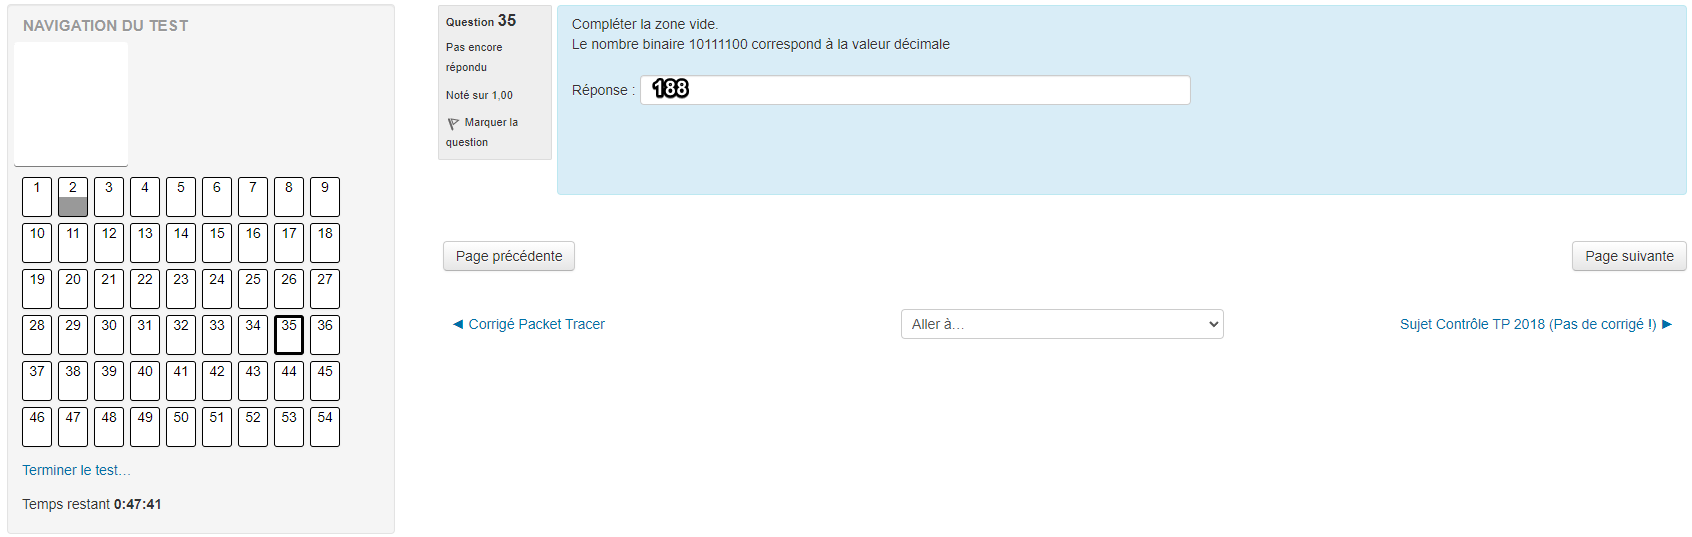 NAVIGATION DU TEST
1 2 3 4 5 6 7 8 9
10 11 12 13 14 15 16 17 18
19 20 21 22 23 24 25 26 27
28 29 30 31 32 33 34 35 36
37 38 39 40 41 42 43 44 45
46 47 48 49 50 51 52 53 54
Terminer le test…
Temps restant 0:47:41
Question 35
Pas encore
répondu
Noté sur 1,00
Marquer la
question
Compléter la zone vide.
Le nombre binaire 10111100 correspond à la valeur décimale
Réponse : 188
Page précédente
Page suivante
◄ Corrigé Packet Tracer
Aller à…
Sujet Contrôle TP 2018 (Pas de corrigé !) ►